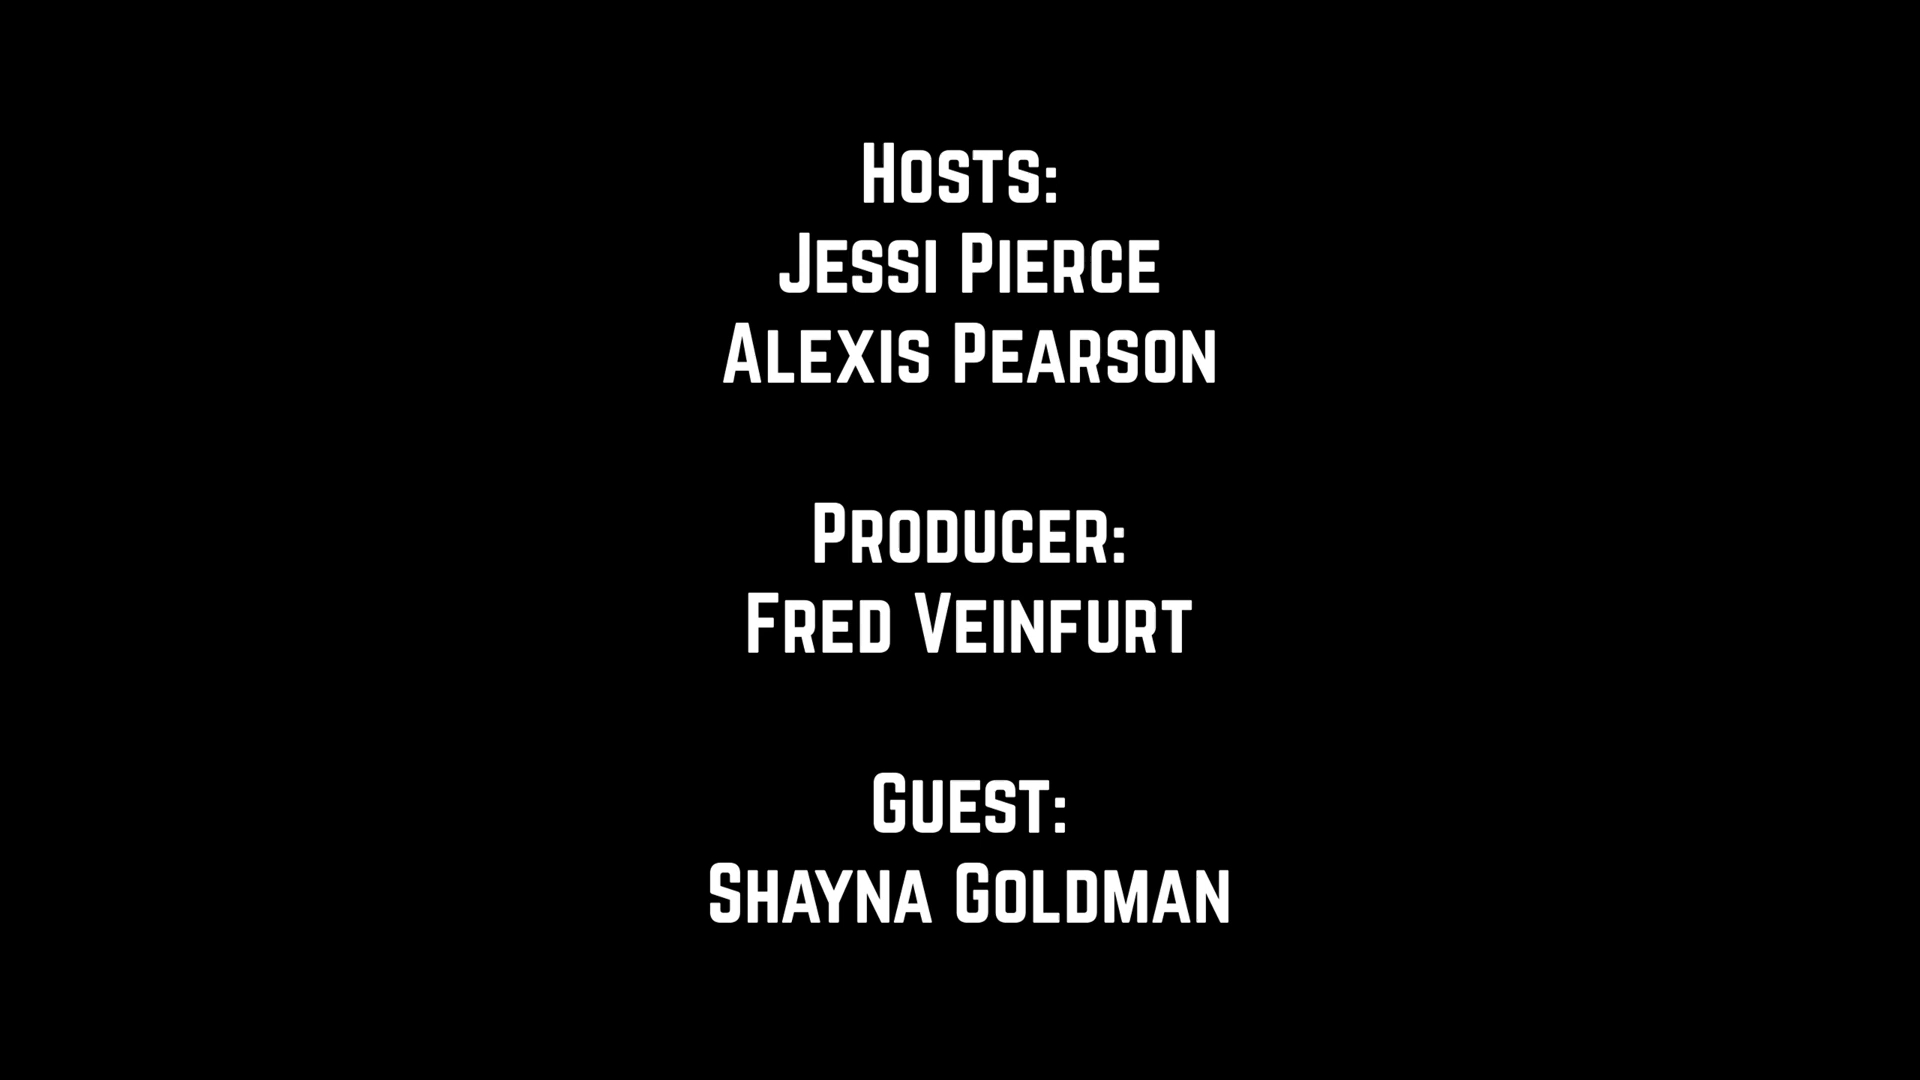 Hosts:
Jessi Pierce
Alexis Pearson
Producer:
Fred Veinfurt
Guest:
Shayna Goldman